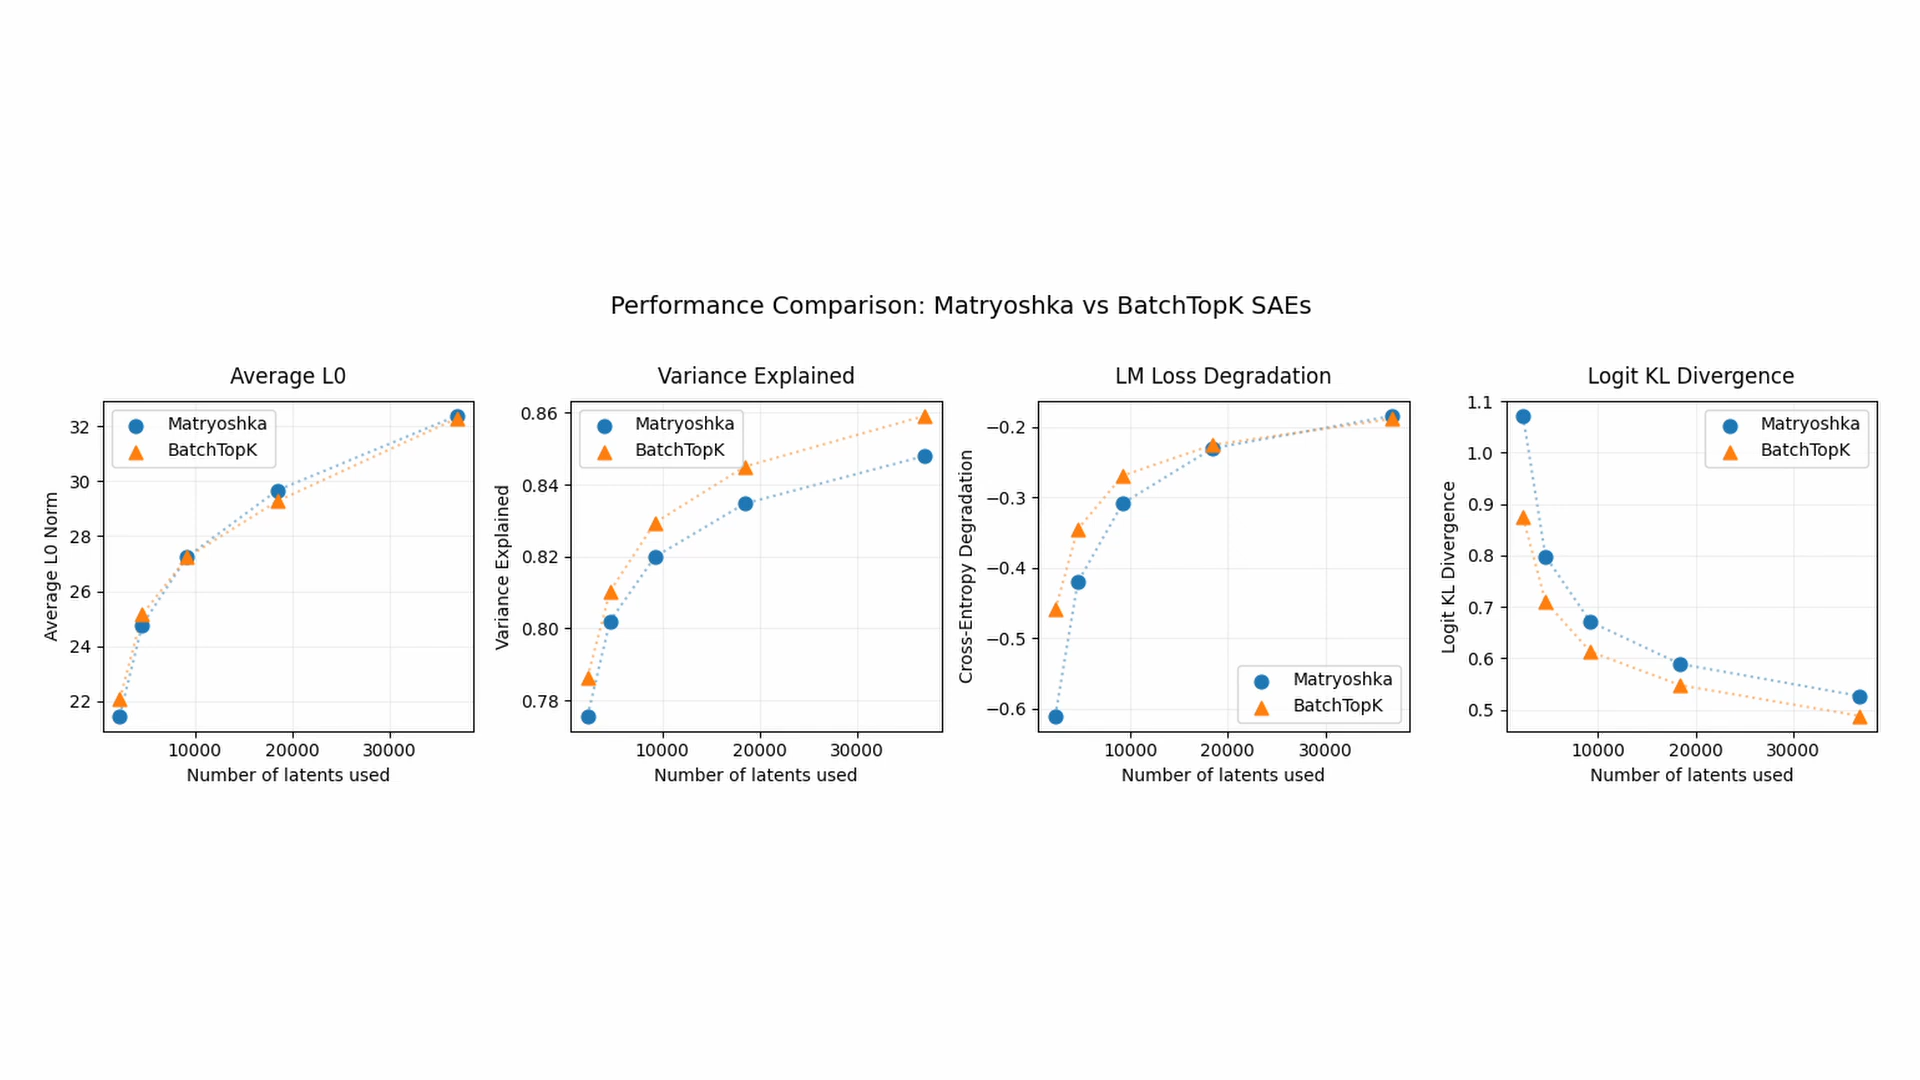 Performance Comparison: Matryoshka vs BatchTopK SAEs
Average L0
Matryoshka
BatchTopK
32
30
28
26
24
22
Average L0 Norm
10000 20000 30000
Number of latents used
Variance Explained
Matryoshka
BatchTopK
0.86
0.84
0.82
0.80
0.78
Variance Explained
10000 20000 30000
Number of latents used
LM Loss Degradation
−0.2
−0.3
−0.4
−0.5
−0.6
Cross-Entropy Degradation
Matryoshka
BatchTopK
10000 20000 30000
Number of latents used
Logit KL Divergence
Matryoshka
BatchTopK
1.1
1.0
0.9
0.8
0.7
0.6
0.5
Logit KL Divergence
10000 20000 30000
Number of latents used